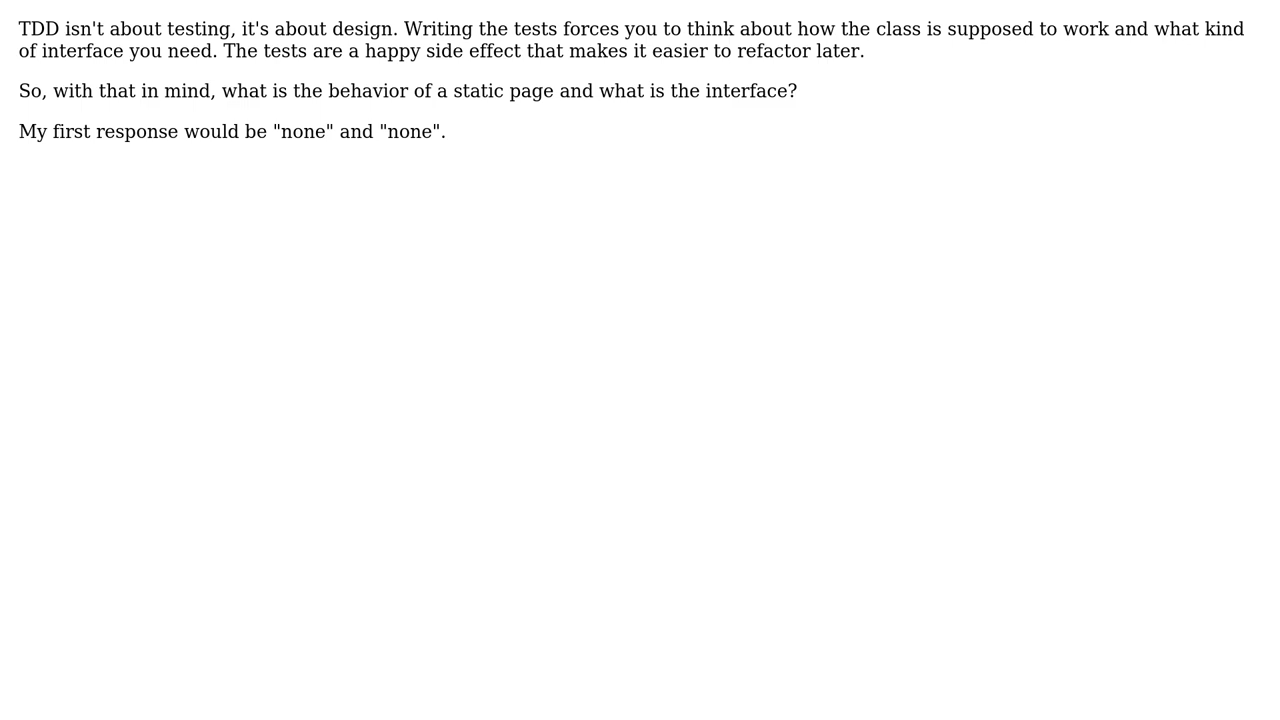 TDD isn't about testing, it's about design. Writing the tests forces you to think about how the class is supposed to work and what kind
of interface you need. The tests are a happy side effect that makes it easier to refactor later.
So, with that in mind, what is the behavior of a static page and what is the interface?
My first response would be "none" and "none".